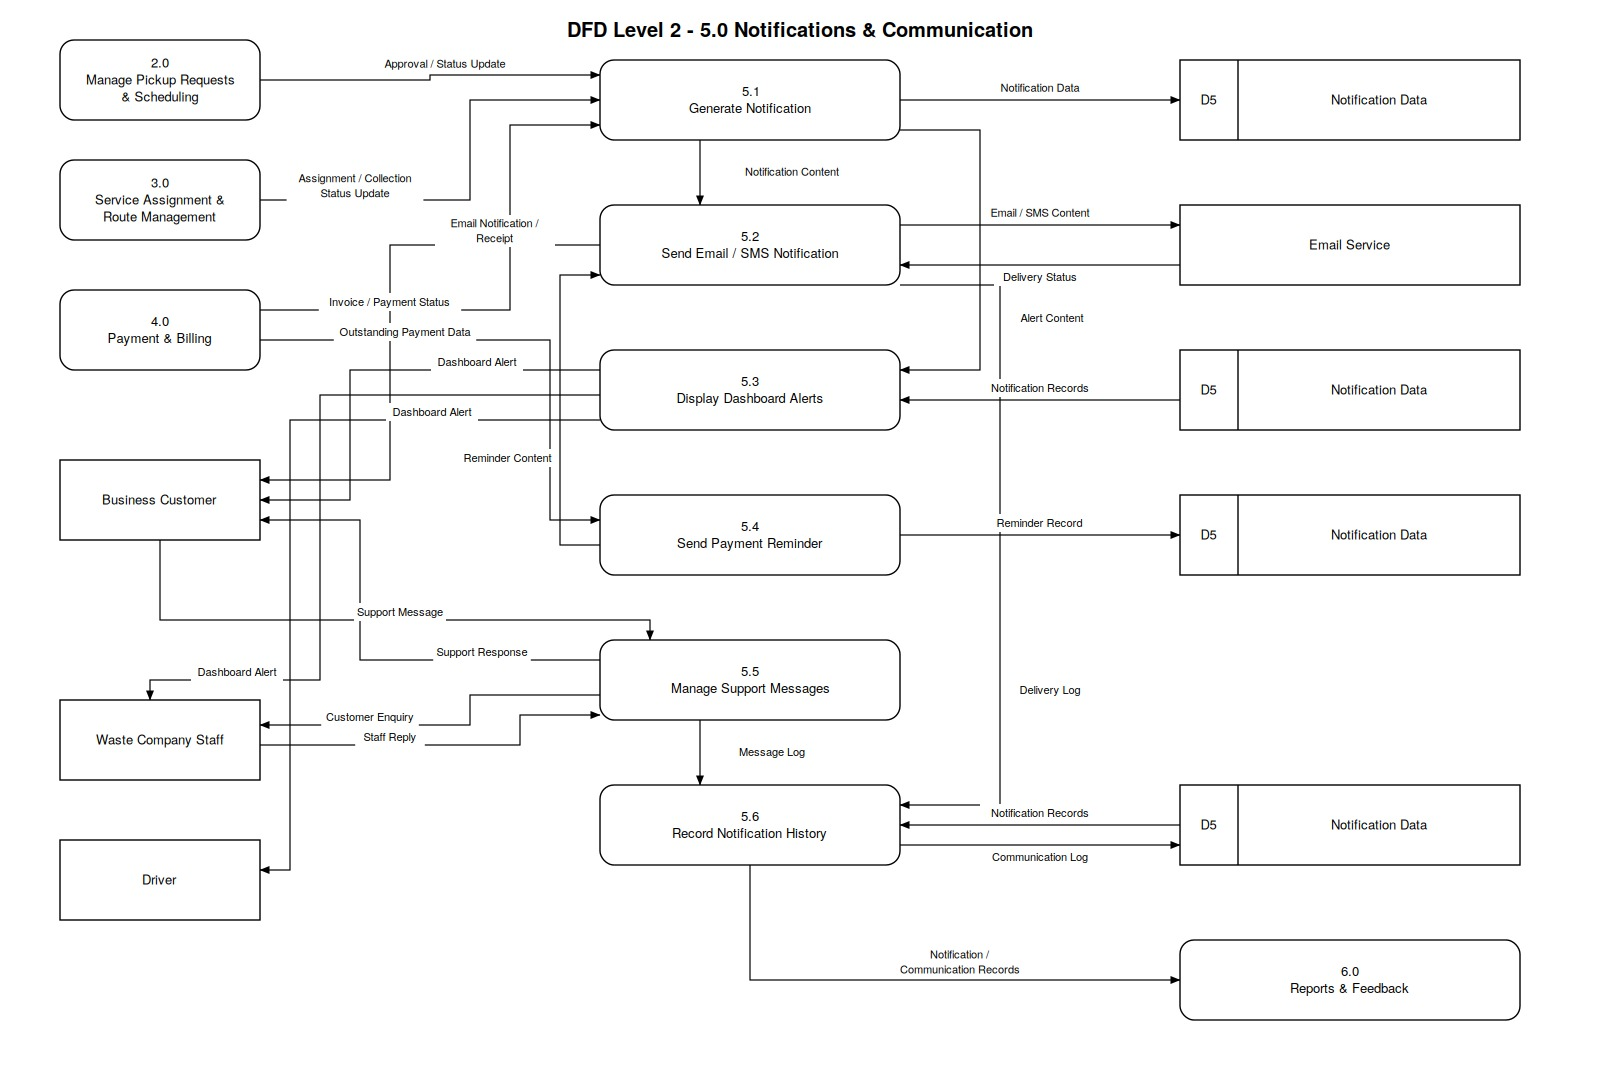 DFD Level 2 - 5.0 Notifications & Communication
2.0
Manage Pickup Requests
& Scheduling
Approval / Status Update
5.1
Generate Notification
Notification Data
D5
Notification Data
3.0
Service Assignment &
Route Management
Assignment / Collection
Status Update
Notification Content
Email Notification /
Receipt
5.2
Send Email / SMS Notification
Email / SMS Content
Email Service
Delivery Status
4.0
Payment & Billing
Invoice / Payment Status
Outstanding Payment Data
Alert Content
Dashboard Alert
5.3
Display Dashboard Alerts
Notification Records
D5
Notification Data
Dashboard Alert
Reminder Content
Business Customer
5.4
Send Payment Reminder
Reminder Record
D5
Notification Data
Support Message
Support Response
5.5
Manage Support Messages
Dashboard Alert
Delivery Log
Waste Company Staff
Customer Enquiry
Staff Reply
Message Log
5.6
Record Notification History
Notification Records
D5
Notification Data
Communication Log
Driver
Notification /
Communication Records
6.0
Reports & Feedback